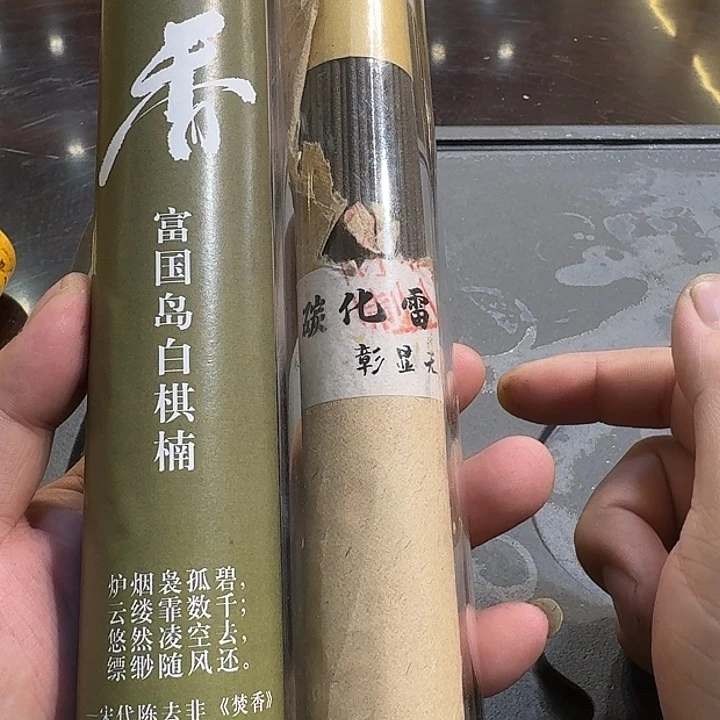 香
富国岛白棋楠
炉烟袅孤碧，
云缕霏数千；
悠然凌空去，
缥缈随风还。
—宋代陈去非《焚香》
碳化雷
彰显天